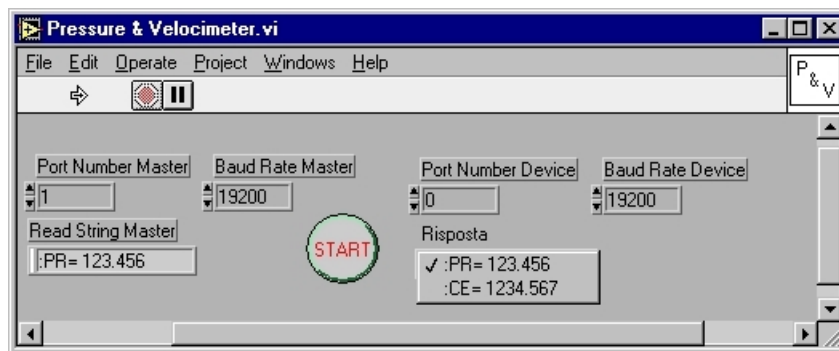 Pressure & Velocimeter.vi
File Edit Operate Project Windows Help
P & V
Port Number Master Baud Rate Master Port Number Device Baud Rate Device
1 19200 0 19200
Read String Master START Risposta
:PR= 123.456 ✓ :PR= 123.456
:CE= 1234.567